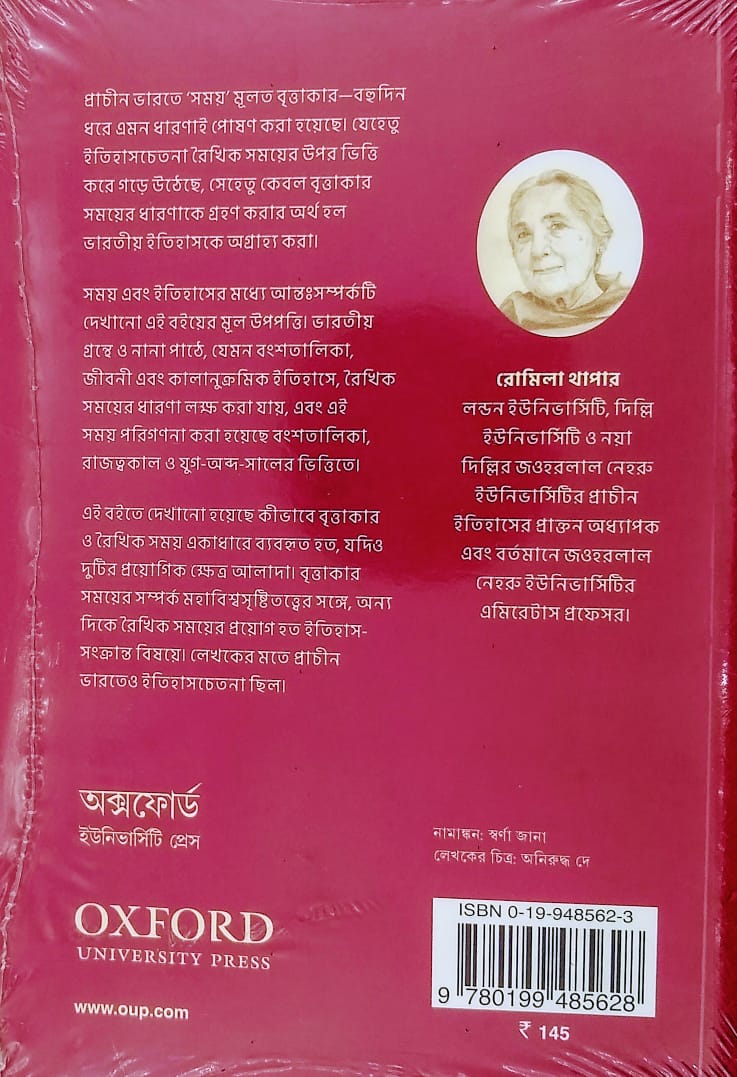 প্রাচীন ভারতে ‘সময়’ মূলত বৃত্তাকার—বহুদিন
ধরে এমন ধারণাই পোষণ করা হয়েছে। যেহেতু
ইতিহাসচেতনা রৈখিক সময়ের উপর ভিত্তি
করে গড়ে উঠেছে, সেহেতু কেবল বৃত্তাকার
সময়ের ধারণাকে গ্রহণ করার অর্থ হল
ভারতীয় ইতিহাসকে অগ্রাহ্য করা।
সময় এবং ইতিহাসের মধ্যে আন্তঃসম্পর্কটি
দেখানো এই বইয়ের মূল উপপত্তি। ভারতীয়
গ্রন্থে ও নানা পাঠে, যেমন বংশতালিকা,
জীবনী এবং কালানুক্রমিক ইতিহাসে, রৈখিক
সময়ের ধারণা লক্ষ করা যায়, এবং এই
সময় পরিগণনা করা হয়েছে বংশতালিকা,
রাজত্বকাল ও যুগ-অব্দ-সালের ভিত্তিতে।
এই বইতে দেখানো হয়েছে কীভাবে বৃত্তাকার
ও রৈখিক সময় একাধারে ব্যবহৃত হত, যদিও
দুটির প্রয়োগিক ক্ষেত্র আলাদা। বৃত্তাকার
সময়ের সম্পর্ক মহাবিশ্বসৃষ্টিতত্ত্বের সঙ্গে, অন্য
দিকে রৈখিক সময়ের প্রয়োগ হত ইতিহাস-
সংক্রান্ত বিষয়ে। লেখকের মতে প্রাচীন
ভারতেও ইতিহাসচেতনা ছিল।
রোমিলা থাপার
লন্ডন ইউনিভার্সিটি, দিল্লি
ইউনিভার্সিটি ও নয়া
দিল্লির জওহরলাল নেহরু
ইউনিভার্সিটির প্রাচীন
ইতিহাসের প্রাক্তন অধ্যাপক
এবং বর্তমানে জওহরলাল
নেহরু ইউনিভার্সিটির
এমিরেটাস প্রফেসর।
অক্সফোর্ড
ইউনিভার্সিটি প্রেস
নামাঙ্কন: স্বর্ণা জানা
লেখকের চিত্র: অনিরুদ্ধ দে
OXFORD
UNIVERSITY PRESS
www.oup.com
ISBN 0-19-948562-3
9 780199 485628
₹ 145